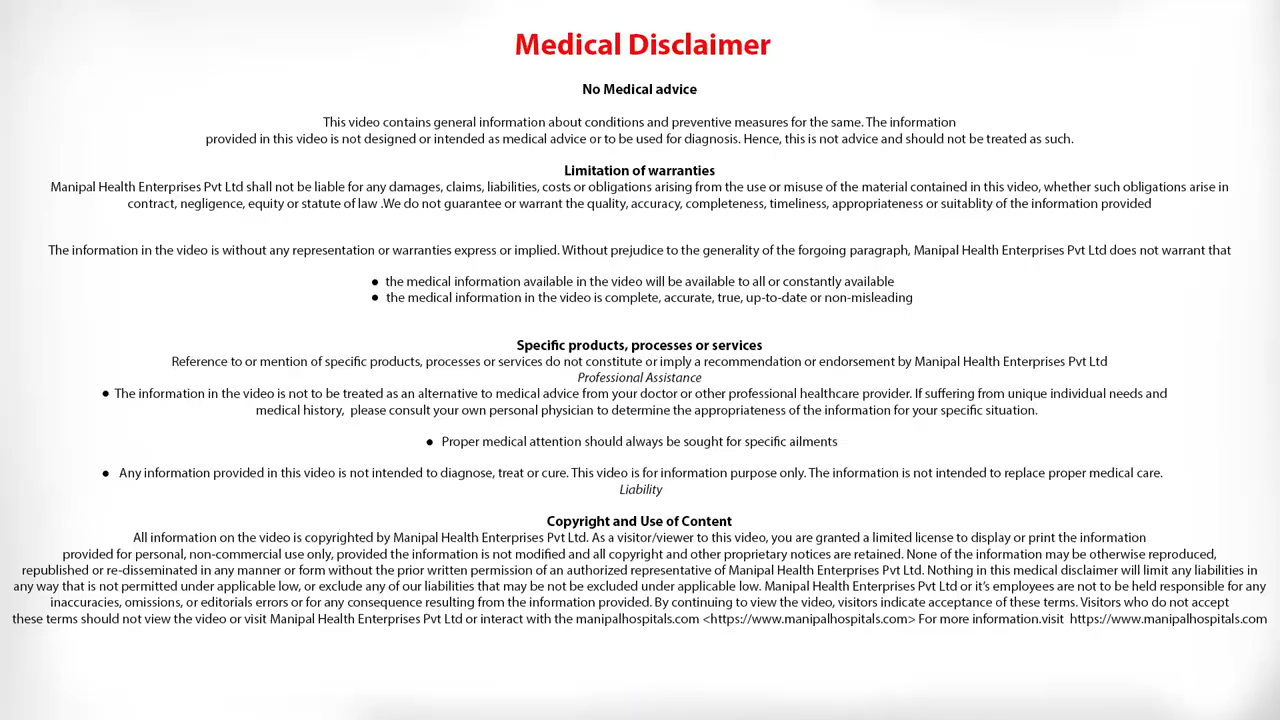 Medical Disclaimer
No Medical advice
This video contains general information about conditions and preventive measures for the same. The information
provided in this video is not designed or intended as medical advice or to be used for diagnosis. Hence, this is not advice and should not be treated as such.
Limitation of warranties
Manipal Health Enterprises Pvt Ltd shall not be liable for any damages, claims, liabilities, costs or obligations arising from the use or misuse of the material contained in this video, whether such obligations arise in
contract, negligence, equity or statute of law .We do not guarantee or warrant the quality, accuracy, completeness, timeliness, appropriateness or suitablity of the information provided
The information in the video is without any representation or warranties express or implied. Without prejudice to the generality of the forgoing paragraph, Manipal Health Enterprises Pvt Ltd does not warrant that
● the medical information available in the video will be available to all or constantly available
● the medical information in the video is complete, accurate, true, up-to-date or non-misleading
Specific products, processes or services
Reference to or mention of specific products, processes or services do not constitute or imply a recommendation or endorsement by Manipal Health Enterprises Pvt Ltd
Professional Assistance
● The information in the video is not to be treated as an alternative to medical advice from your doctor or other professional healthcare provider. If suffering from unique individual needs and
medical history, please consult your own personal physician to determine the appropriateness of the information for your specific situation.
● Proper medical attention should always be sought for specific ailments
● Any information provided in this video is not intended to diagnose, treat or cure. This video is for information purpose only. The information is not intended to replace proper medical care.
Liability
Copyright and Use of Content
All information on the video is copyrighted by Manipal Health Enterprises Pvt Ltd. As a visitor/viewer to this video, you are granted a limited license to display or print the information
provided for personal, non-commercial use only, provided the information is not modified and all copyright and other proprietary notices are retained. None of the information may be otherwise reproduced,
republished or re-disseminated in any manner or form without the prior written permission of an authorized representative of Manipal Health Enterprises Pvt Ltd. Nothing in this medical disclaimer will limit any liabilities in
any way that is not permitted under applicable low, or exclude any of our liabilities that may be not be excluded under applicable low. Manipal Health Enterprises Pvt Ltd or it's employees are not to be held responsible for any
inaccuracies, omissions, or editorials errors or for any consequence resulting from the information provided. By continuing to view the video, visitors indicate acceptance of these terms. Visitors who do not accept
these terms should not view the video or visit Manipal Health Enterprises Pvt Ltd or interact with the manipalhospitals.com <https://www.manipalhospitals.com> For more information.visit https://www.manipalhospitals.com